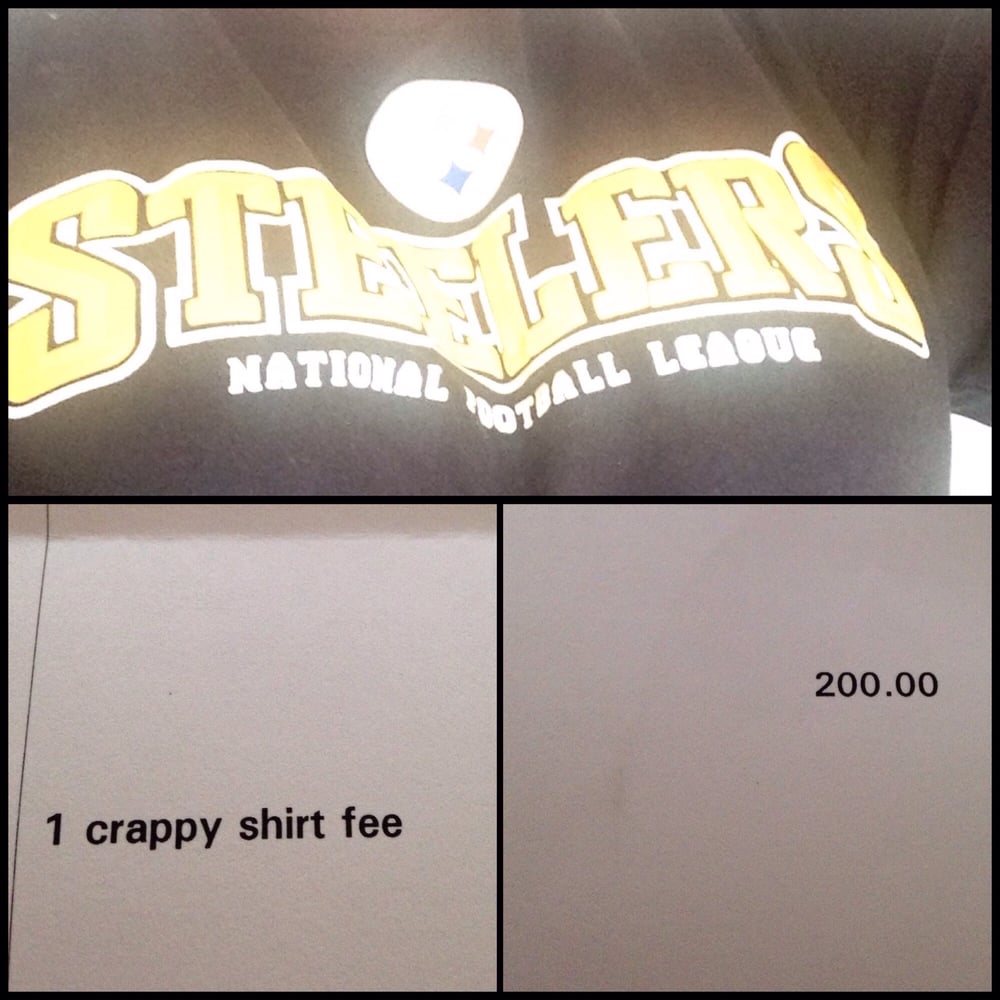 STEELERS
NATIONAL FOOTBALL LEAGUE
1 crappy shirt fee
200.00